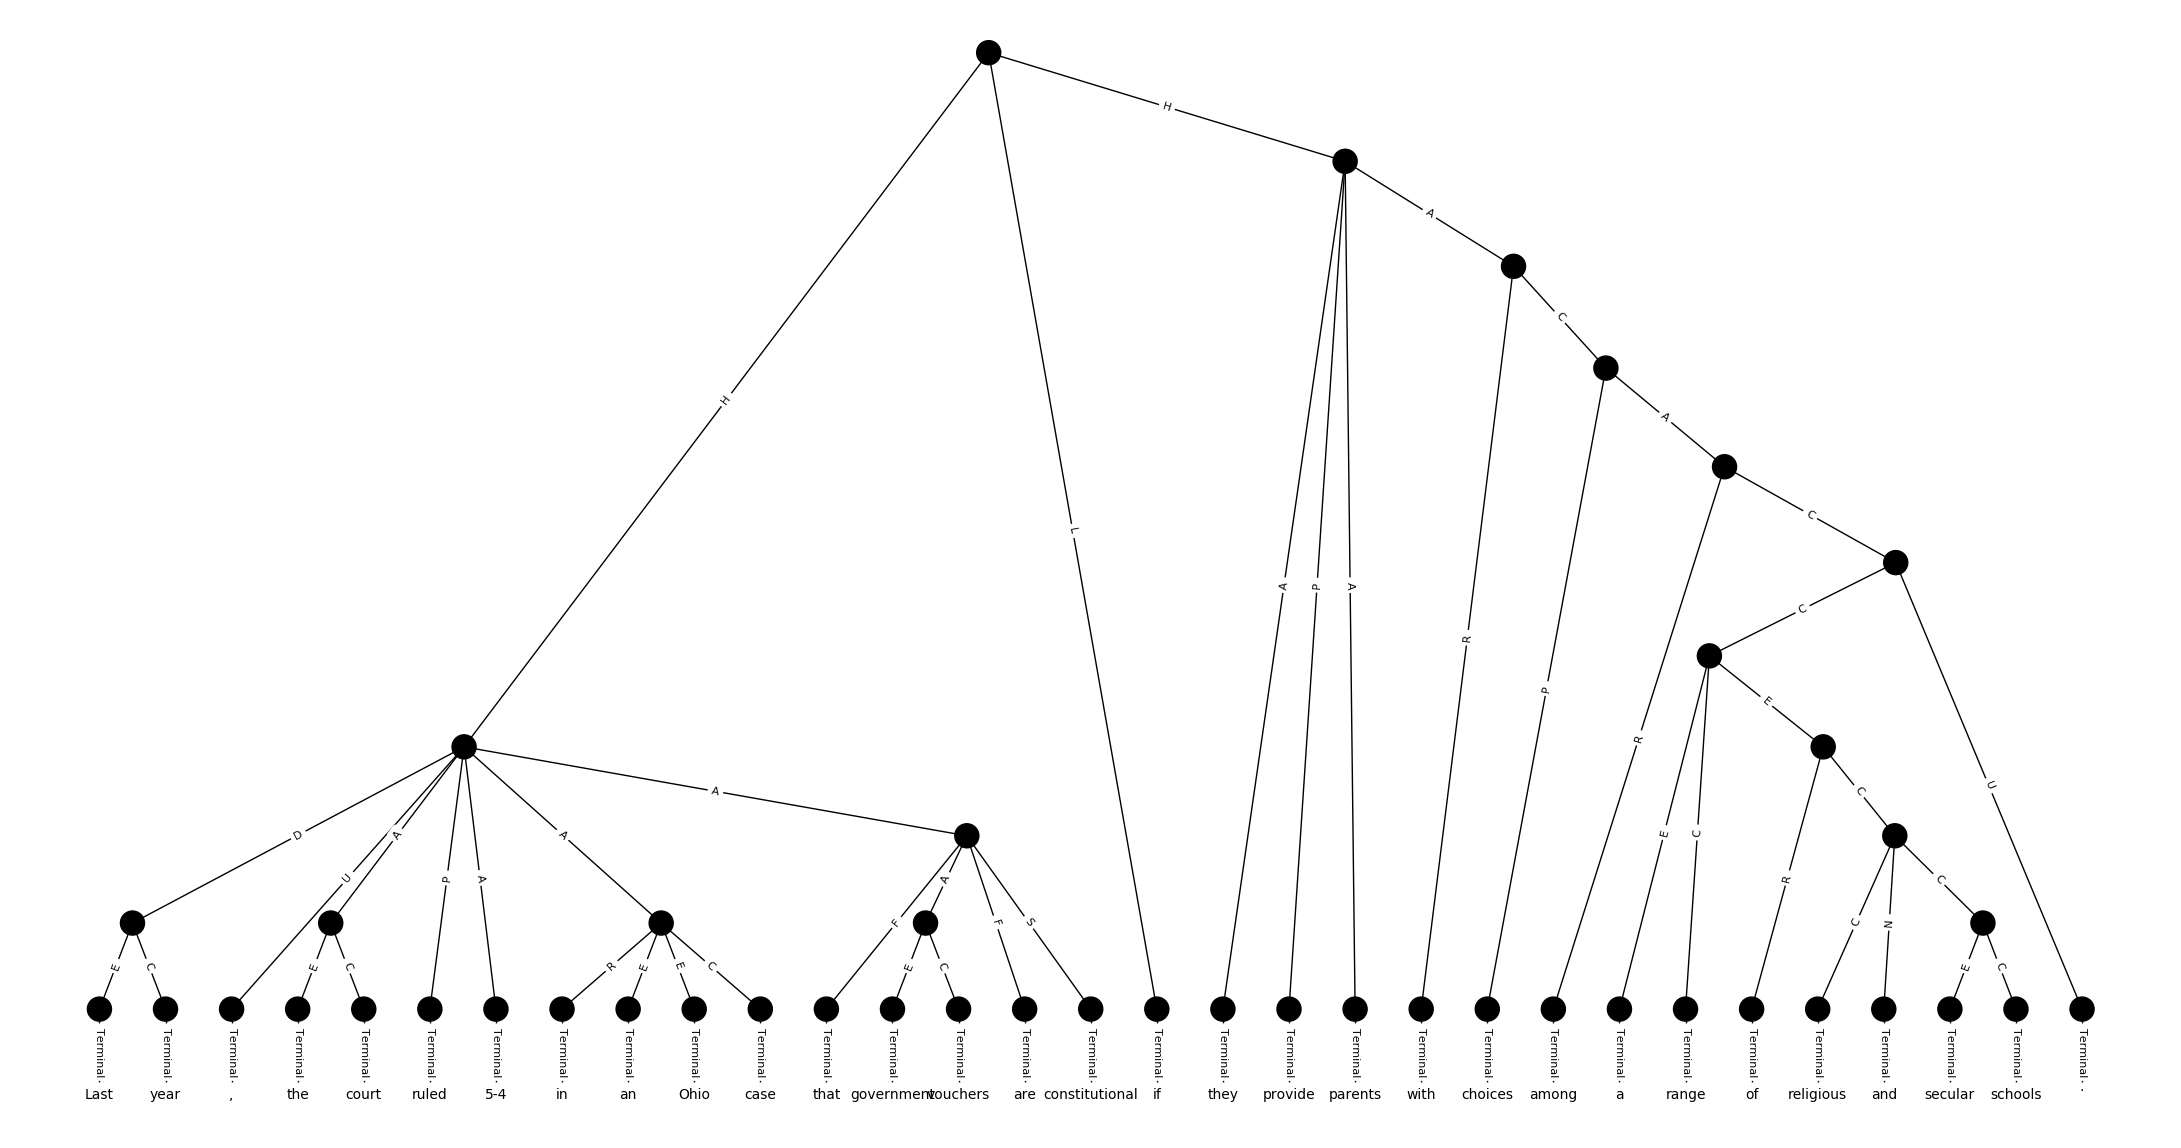 H
A
C
A
H
C
L
A
P
A
C
R
P
E
R
A
C
D
A
A
E
C
U
U
P
A
R
A
C
F
F
S
C
N
E
C
E
C
R
E
E
C
E
C
E
C
Terminal Terminal Terminal Terminal Terminal Terminal Terminal Terminal Terminal Terminal Terminal Terminal Terminal Terminal Terminal Terminal Terminal Terminal Terminal Terminal Terminal Terminal Terminal Terminal Terminal Terminal Terminal Terminal Terminal Terminal Terminal
Last year , the court ruled 5-4 in an Ohio case that government vouchers are constitutional if they provide parents with choices among a range of religious and secular schools .